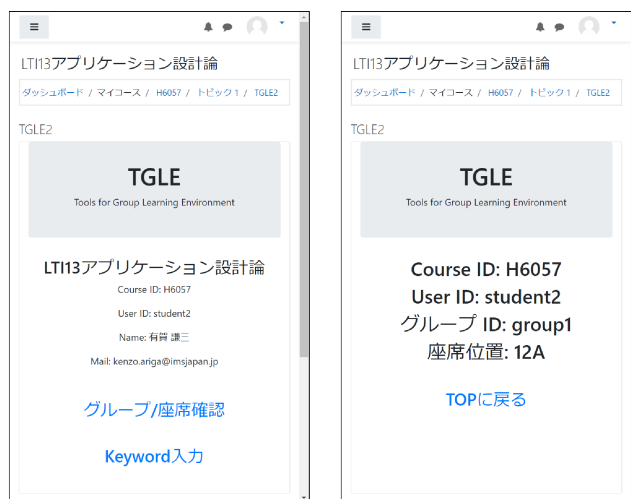 LTI13アプリケーション設計論
ダッシュボード / マイコース / H6057 / トピック 1 / TGLE2
TGLE2
TGLE
Tools for Group Learning Environment
LTI13アプリケーション設計論
Course ID: H6057
User ID: student2
Name: 有賀 謙三
Mail: kenzo.ariga@imsjapan.jp
グループ/座席確認
Keyword入力
LTI13アプリケーション設計論
ダッシュボード / マイコース / H6057 / トピック 1 / TGLE2
TGLE2
TGLE
Tools for Group Learning Environment
Course ID: H6057
User ID: student2
グループ ID: group1
座席位置: 12A
TOPに戻る